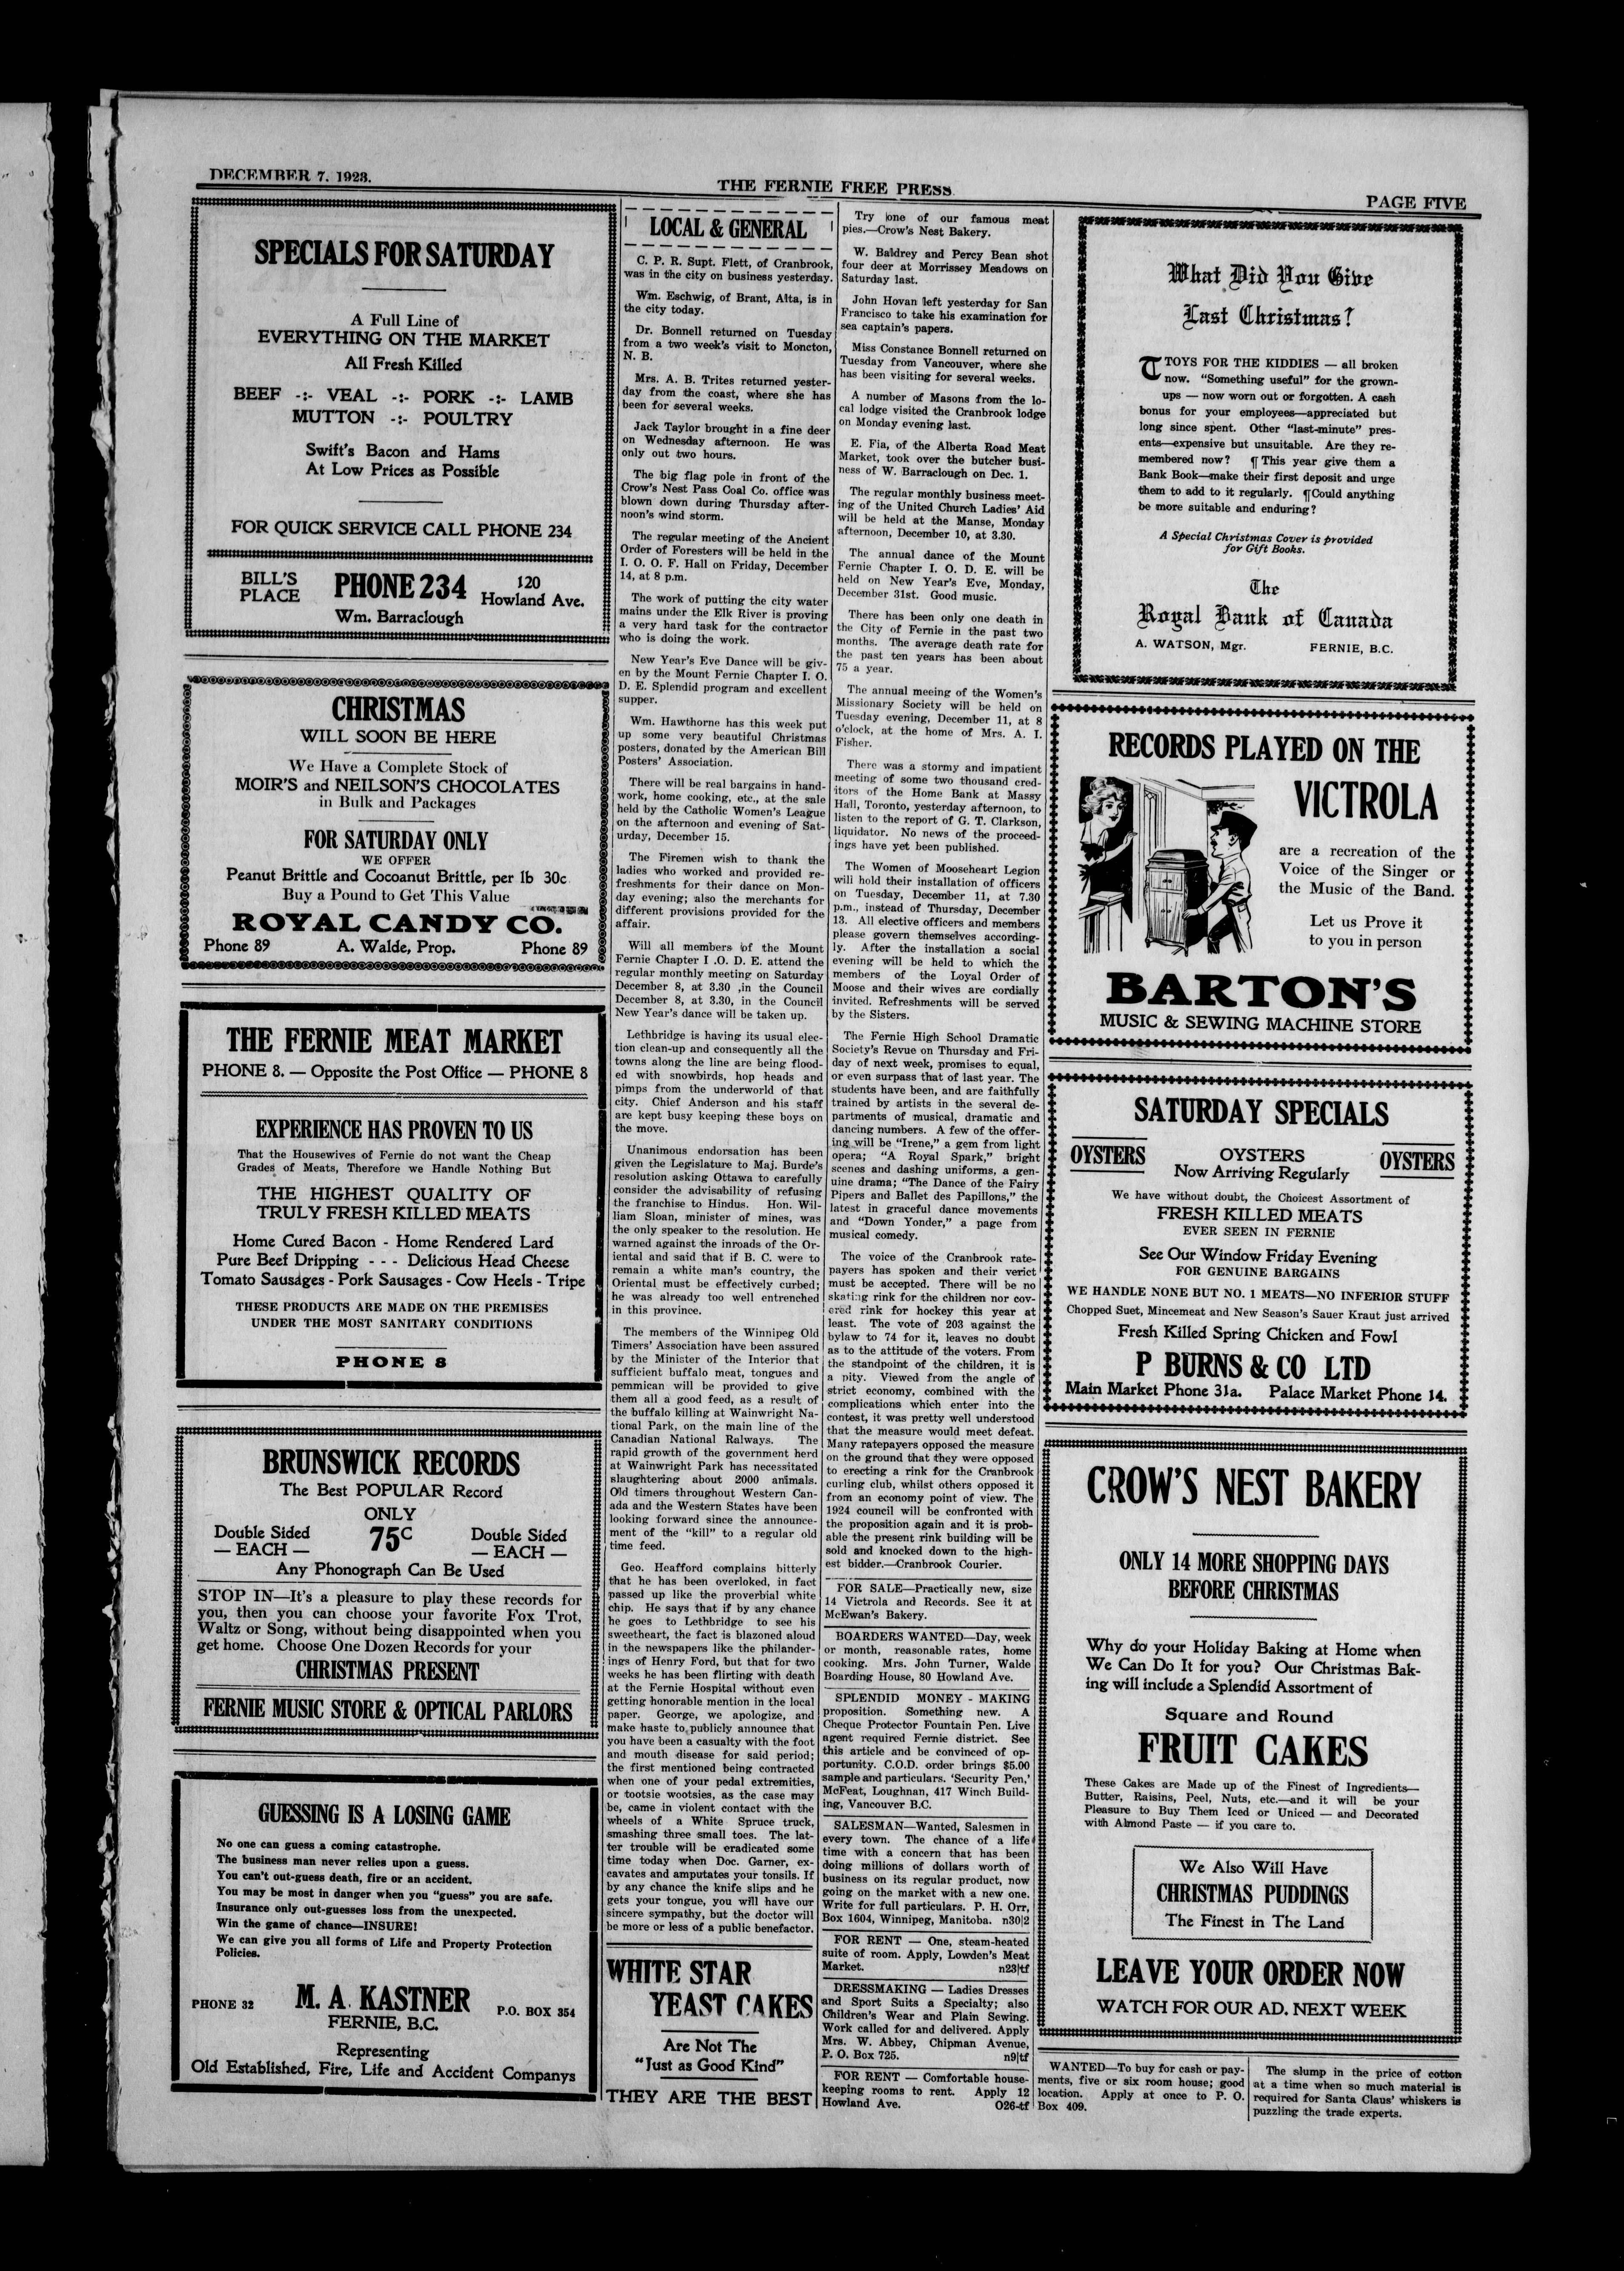 DECEMBER 7, 1923.
THE FERNIE FREE PRESS
PAGE FIVE
SPECIALS FOR SATURDAY
A Full Line of
EVERYTHING ON THE MARKET
All Fresh Killed
BEEF -:- VEAL -:- PORK -:- LAMB
MUTTON -:- POULTRY
Swift's Bacon and Hams
At Low Prices as Possible
FOR QUICK SERVICE CALL PHONE 234
BILL'S
PLACE
PHONE 234
120
Howland Ave.
Wm. Barraclough
CHRISTMAS
WILL SOON BE HERE
We Have a Complete Stock of
MOIR'S and NEILSON'S CHOCOLATES
in Bulk and Packages
FOR SATURDAY ONLY
WE OFFER
Peanut Brittle and Cocoanut Brittle, per lb 30c
Buy a Pound to Get This Value
ROYAL CANDY CO.
Phone 89 A. Walde, Prop. Phone 89
THE FERNIE MEAT MARKET
PHONE 8. — Opposite the Post Office — PHONE 8
EXPERIENCE HAS PROVEN TO US
That the Housewives of Fernie do not want the Cheap
Grades of Meats, Therefore we Handle Nothing But
THE HIGHEST QUALITY OF
TRULY FRESH KILLED MEATS
Home Cured Bacon - Home Rendered Lard
Pure Beef Dripping - - - Delicious Head Cheese
Tomato Sausages - Pork Sausages - Cow Heels - Tripe
THESE PRODUCTS ARE MADE ON THE PREMISES
UNDER THE MOST SANITARY CONDITIONS
PHONE 8
BRUNSWICK RECORDS
The Best POPULAR Record
ONLY
Double Sided
— EACH —
75c
Double Sided
— EACH —
Any Phonograph Can Be Used
STOP IN—It's a pleasure to play these records for
you, then you can choose your favorite Fox Trot,
Waltz or Song, without being disappointed when you
get home. Choose One Dozen Records for your
CHRISTMAS PRESENT
FERNIE MUSIC STORE & OPTICAL PARLORS
GUESSING IS A LOSING GAME
No one can guess a coming catastrophe.
The business man never relies upon a guess.
You can't out-guess death, fire or an accident.
You may be most in danger when you "guess" you are safe.
Insurance only out-guesses loss from the unexpected.
Win the game of chance—INSURE!
We can give you all forms of Life and Property Protection
Policies.
PHONE 32
M. A. KASTNER
FERNIE, B.C.
P.O. BOX 354
Representing
Old Established, Fire, Life and Accident Companys
LOCAL & GENERAL
C. P. R. Supt. Flett, of Cranbrook,
was in the city on business yesterday.
Wm. Eschwig, of Brant, Alta, is in
the city today.
Dr. Bonnell returned on Tuesday
from a two week's visit to Moncton,
N. B.
Mrs. A. B. Trites returned yester-
day from the coast, where she has
been for several weeks.
Jack Taylor brought in a fine deer
on Wednesday afternoon. He was
only out two hours.
The big flag pole in front of the
Crow's Nest Pass Coal Co. office was
blown down during Thursday after-
noon's wind storm.
The regular meeting of the Ancient
Order of Foresters will be held in the
I. O. O. F. Hall on Friday, December
14, at 8 p.m.
The work of putting the city water
mains under the Elk River is proving
a very hard task for the contractor
who is doing the work.
New Year's Eve Dance will be giv-
en by the Mount Fernie Chapter I. O.
D. E. Splendid program and excellent
supper.
Wm. Hawthorne has this week put
up some very beautiful Christmas
posters, donated by the American Bill
Posters' Association.
There will be real bargains in hand-
work, home cooking, etc., at the sale
held by the Catholic Women's League
on the afternoon and evening of Sat-
urday, December 15.
The Firemen wish to thank the
ladies who worked and provided re-
freshments for their dance on Mon-
day evening; also the merchants for
different provisions provided for the
affair.
Will all members of the Mount
Fernie Chapter I .O. D. E. attend the
regular monthly meeting on Saturday
December 8, at 3.30 ,in the Council
December 8, at 3.30, in the Council
New Year's dance will be taken up.
Lethbridge is having its usual elec-
tion clean-up and consequently all the
towns along the line are being flood-
ed with snowbirds, hop heads and
pimps from the underworld of that
city. Chief Anderson and his staff
are kept busy keeping these boys on
the move.
Unanimous endorsation has been
given the Legislature to Maj. Burde's
resolution asking Ottawa to carefully
consider the advisability of refusing
the franchise to Hindus. Hon. Wil-
liam Sloan, minister of mines, was
the only speaker to the resolution. He
warned against the inroads of the Or-
iental and said that if B. C. were to
remain a white man's country, the
Oriental must be effectively curbed;
he was already too well entrenched
in this province.
The members of the Winnipeg Old
Timers' Association have been assured
by the Minister of the Interior that
sufficient buffalo meat, tongues and
pemmican will be provided to give
them all a good feed, as a result of
the buffalo killing at Wainwright Na-
tional Park, on the main line of the
Canadian National Ralways. The
rapid growth of the government herd
at Wainwright Park has necessitated
slaughtering about 2000 animals.
Old timers throughout Western Can-
ada and the Western States have been
looking forward since the announce-
ment of the "kill" to a regular old
time feed.
Geo. Heafford complains bitterly
that he has been overloked, in fact
passed up like the proverbial white
chip. He says that if by any chance
he goes to Lethbridge to see his
sweetheart, the fact is blazoned aloud
in the newspapers like the philander-
ings of Henry Ford, but that for two
weeks he has been flirting with death
at the Fernie Hospital without even
getting honorable mention in the local
paper. George, we apologize, and
make haste to publicly announce that
you have been a casualty with the foot
and mouth disease for said period;
the first mentioned being contracted
when one of your pedal extremities,
or tootsie wootsies, as the case may
be, came in violent contact with the
wheels of a White Spruce truck,
smashing three small toes. The lat-
ter trouble will be eradicated some
time today when Doc. Garner, ex-
cavates and amputates your tonsils. If
by any chance the knife slips and he
gets your tongue, you will have our
sincere sympathy, but the doctor will
be more or less of a public benefactor.
WHITE STAR
YEAST CAKES
Are Not The
"Just as Good Kind"
THEY ARE THE BEST
Try one of our famous meat
pies.—Crow's Nest Bakery.
W. Baldrey and Percy Bean shot
four deer at Morrissey Meadows on
Saturday last.
John Hovan left yesterday for San
Francisco to take his examination for
sea captain's papers.
Miss Constance Bonnell returned on
Tuesday from Vancouver, where she
has been visiting for several weeks.
A number of Masons from the lo-
cal lodge visited the Cranbrook lodge
on Monday evening last.
E. Fia, of the Alberta Road Meat
Market, took over the butcher busi-
ness of W. Barraclough on Dec. 1.
The regular monthly business meet-
ing of the United Church Ladies' Aid
will be held at the Manse, Monday
afternoon, December 10, at 3.30.
The annual dance of the Mount
Fernie Chapter I. O. D. E. will be
held on New Year's Eve, Monday,
December 31st. Good music.
There has been only one death in
the City of Fernie in the past two
months. The average death rate for
the past ten years has been about
75 a year.
The annual meeing of the Women's
Missionary Society will be held on
Tuesday evening, December 11, at 8
o'clock, at the home of Mrs. A. I.
Fisher.
There was a stormy and impatient
meeting of some two thousand cred-
itors of the Home Bank at Massy
Hall, Toronto, yesterday afternoon, to
listen to the report of G. T. Clarkson,
liquidator. No news of the proceed-
ings have yet been published.
The Women of Mooseheart Legion
will hold their installation of officers
on Tuesday, December 11, at 7.30
p.m., instead of Thursday, December
13. All elective officers and members
please govern themselves according-
ly. After the installation a social
evening will be held to which the
members of the Loyal Order of
Moose and their wives are cordially
invited. Refreshments will be served
by the Sisters.
The Fernie High School Dramatic
Society's Revue on Thursday and Fri-
day of next week, promises to equal,
or even surpass that of last year. The
students have been, and are faithfully
trained by artists in the several de-
partments of musical, dramatic and
dancing numbers. A few of the offer-
ing will be "Irene," a gem from light
opera; "A Royal Spark," bright
scenes and dashing uniforms, a gen-
uine drama; "The Dance of the Fairy
Pipers and Ballet des Papillons," the
latest in graceful dance movements
and "Down Yonder," a page from
musical comedy.
The voice of the Cranbrook rate-
payers has spoken and their verict
must be accepted. There will be no
skating rink for the children nor cov-
ered rink for hockey this year at
least. The vote of 203 against the
bylaw to 74 for it, leaves no doubt
as to the attitude of the voters. From
the standpoint of the children, it is
a pity. Viewed from the angle of
strict economy, combined with the
complications which enter into the
contest, it was pretty well understood
that the measure would meet defeat.
Many ratepayers opposed the measure
on the ground that they were opposed
to erecting a rink for the Cranbrook
curling club, whilst others opposed it
from an economy point of view. The
1924 council will be confronted with
the proposition again and it is prob-
able the present rink building will be
sold and knocked down to the high-
est bidder.—Cranbrook Courier.
FOR SALE—Practically new, size
14 Victrola and Records. See it at
McEwan's Bakery.
BOARDERS WANTED—Day, week
or month, reasonable rates, home
cooking. Mrs. John Turner, Walde
Boarding House, 80 Howland Ave.
SPLENDID MONEY - MAKING
proposition. Something new. A
Cheque Protector Fountain Pen. Live
agent required Fernie district. See
this article and be convinced of op-
portunity. C.O.D. order brings $5.00
sample and particulars. 'Security Pen,'
McFeat, Loughnan, 417 Winch Build-
ing, Vancouver B.C.
SALESMAN—Wanted, Salesmen in
every town. The chance of a life
time with a concern that has been
doing millions of dollars worth of
business on its regular product, now
going on the market with a new one.
Write for full particulars. P. H. Orr,
Box 1604, Winnipeg, Manitoba. n30|2
FOR RENT — One, steam-heated
suite of room. Apply, Lowden's Meat
Market. n23|tf
DRESSMAKING — Ladies Dresses
and Sport Suits a Specialty; also
Children's Wear and Plain Sewing.
Work called for and delivered. Apply
Mrs. W. Abbey, Chipman Avenue,
P. O. Box 725. n9|tf
FOR RENT — Comfortable house-
keeping rooms to rent. Apply 12
Howland Ave. O26-tf
What Did You Give
Last Christmas?
TOYS FOR THE KIDDIES — all broken
now. "Something useful" for the grown-
ups — now worn out or forgotten. A cash
bonus for your employees—appreciated but
long since spent. Other "last-minute" pres-
ents—expensive but unsuitable. Are they re-
membered now? ¶ This year give them a
Bank Book—make their first deposit and urge
them to add to it regularly. ¶Could anything
be more suitable and enduring?
A Special Christmas Cover is provided
for Gift Books.
The
Royal Bank of Canada
A. WATSON, Mgr. FERNIE, B.C.
RECORDS PLAYED ON THE
VICTROLA
are a recreation of the
Voice of the Singer or
the Music of the Band.
Let us Prove it
to you in person
BARTON'S
MUSIC & SEWING MACHINE STORE
SATURDAY SPECIALS
OYSTERS
OYSTERS
Now Arriving Regularly
OYSTERS
We have without doubt, the Choicest Assortment of
FRESH KILLED MEATS
EVER SEEN IN FERNIE
See Our Window Friday Evening
FOR GENUINE BARGAINS
WE HANDLE NONE BUT NO. 1 MEATS—NO INFERIOR STUFF
Chopped Suet, Mincemeat and New Season's Sauer Kraut just arrived
Fresh Killed Spring Chicken and Fowl
P BURNS & CO LTD
Main Market Phone 31a. Palace Market Phone 14.
CROW'S NEST BAKERY
ONLY 14 MORE SHOPPING DAYS
BEFORE CHRISTMAS
Why do your Holiday Baking at Home when
We Can Do It for you? Our Christmas Bak-
ing will include a Splendid Assortment of
Square and Round
FRUIT CAKES
These Cakes are Made up of the Finest of Ingredients—
Butter, Raisins, Peel, Nuts, etc.—and it will be your
Pleasure to Buy Them Iced or Uniced — and Decorated
with Almond Paste — if you care to.
We Also Will Have
CHRISTMAS PUDDINGS
The Finest in The Land
LEAVE YOUR ORDER NOW
WATCH FOR OUR AD. NEXT WEEK
WANTED—To buy for cash or pay-
ments, five or six room house; good
location. Apply at once to P. O.
Box 409.
The slump in the price of cotton
at a time when so much material is
required for Santa Claus' whiskers is
puzzling the trade experts.